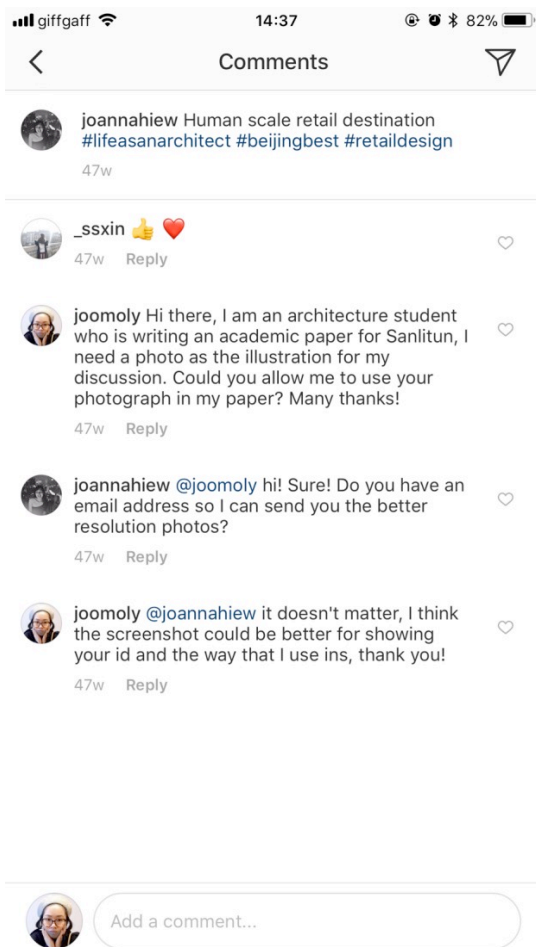 giffgaff 14:37 82%
Comments
joannahiew Human scale retail destination
#lifeasanarchitect #beijingbest #retaildesign
47w
_ssxin 👍 ❤️
47w Reply
joomoly Hi there, I am an architecture student
who is writing an academic paper for Sanlitun, I
need a photo as the illustration for my
discussion. Could you allow me to use your
photograph in my paper? Many thanks!
47w Reply
joannahiew @joomoly hi! Sure! Do you have an
email address so I can send you the better
resolution photos?
47w Reply
joomoly @joannahiew it doesn't matter, I think
the screenshot could be better for showing
your id and the way that I use ins, thank you!
47w Reply
Add a comment...